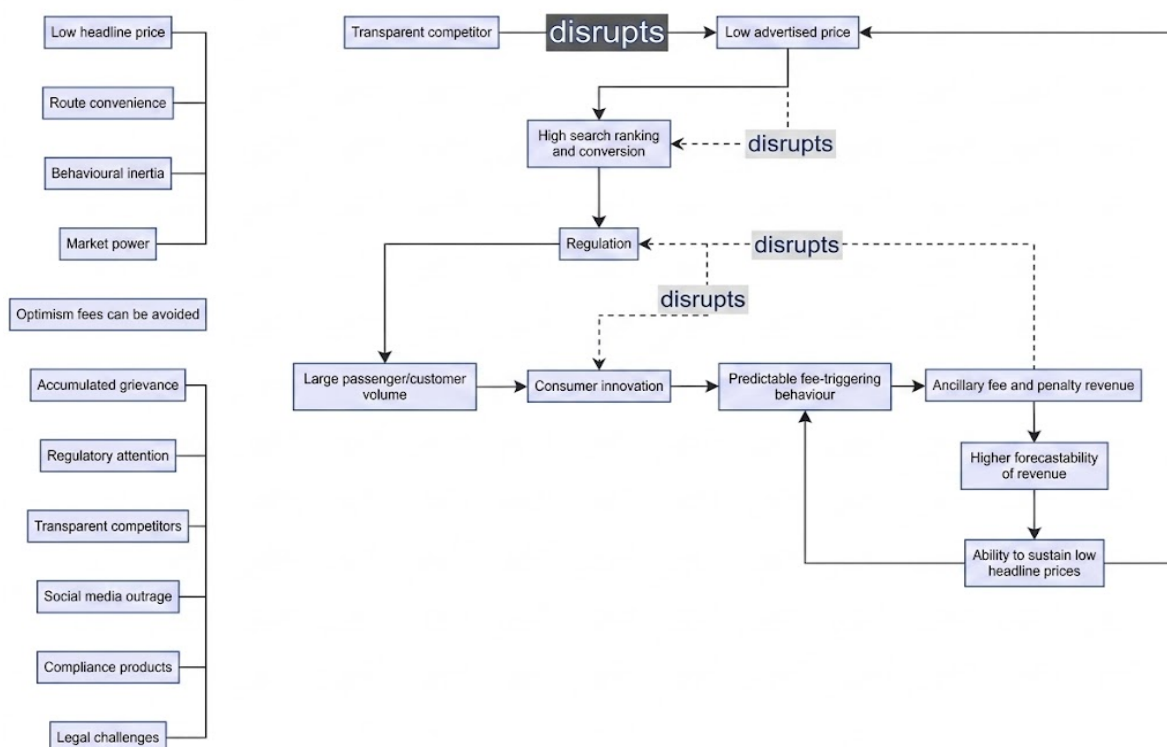 Low headline price
Route convenience
Behavioural inertia
Market power
Optimism fees can be avoided
Accumulated grievance
Regulatory attention
Transparent competitors
Social media outrage
Compliance products
Legal challenges
Transparent competitor
disrupts
Low advertised price
High search ranking
and conversion
disrupts
Regulation
disrupts
disrupts
Large passenger/customer
volume
Consumer innovation
Predictable fee-triggering
behaviour
Ancillary fee and penalty revenue
Higher forecastability
of revenue
Ability to sustain low
headline prices